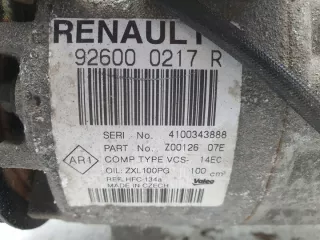 RENAULT
92600 0217 R
SERI No. 4100343888
PART No. Z00126 07E
AR1 COMP.TYPE VCS- 14EC
OIL: ZXL100PG 100 cm³
REF. HFC-134a
MADE IN CZECH Valeo